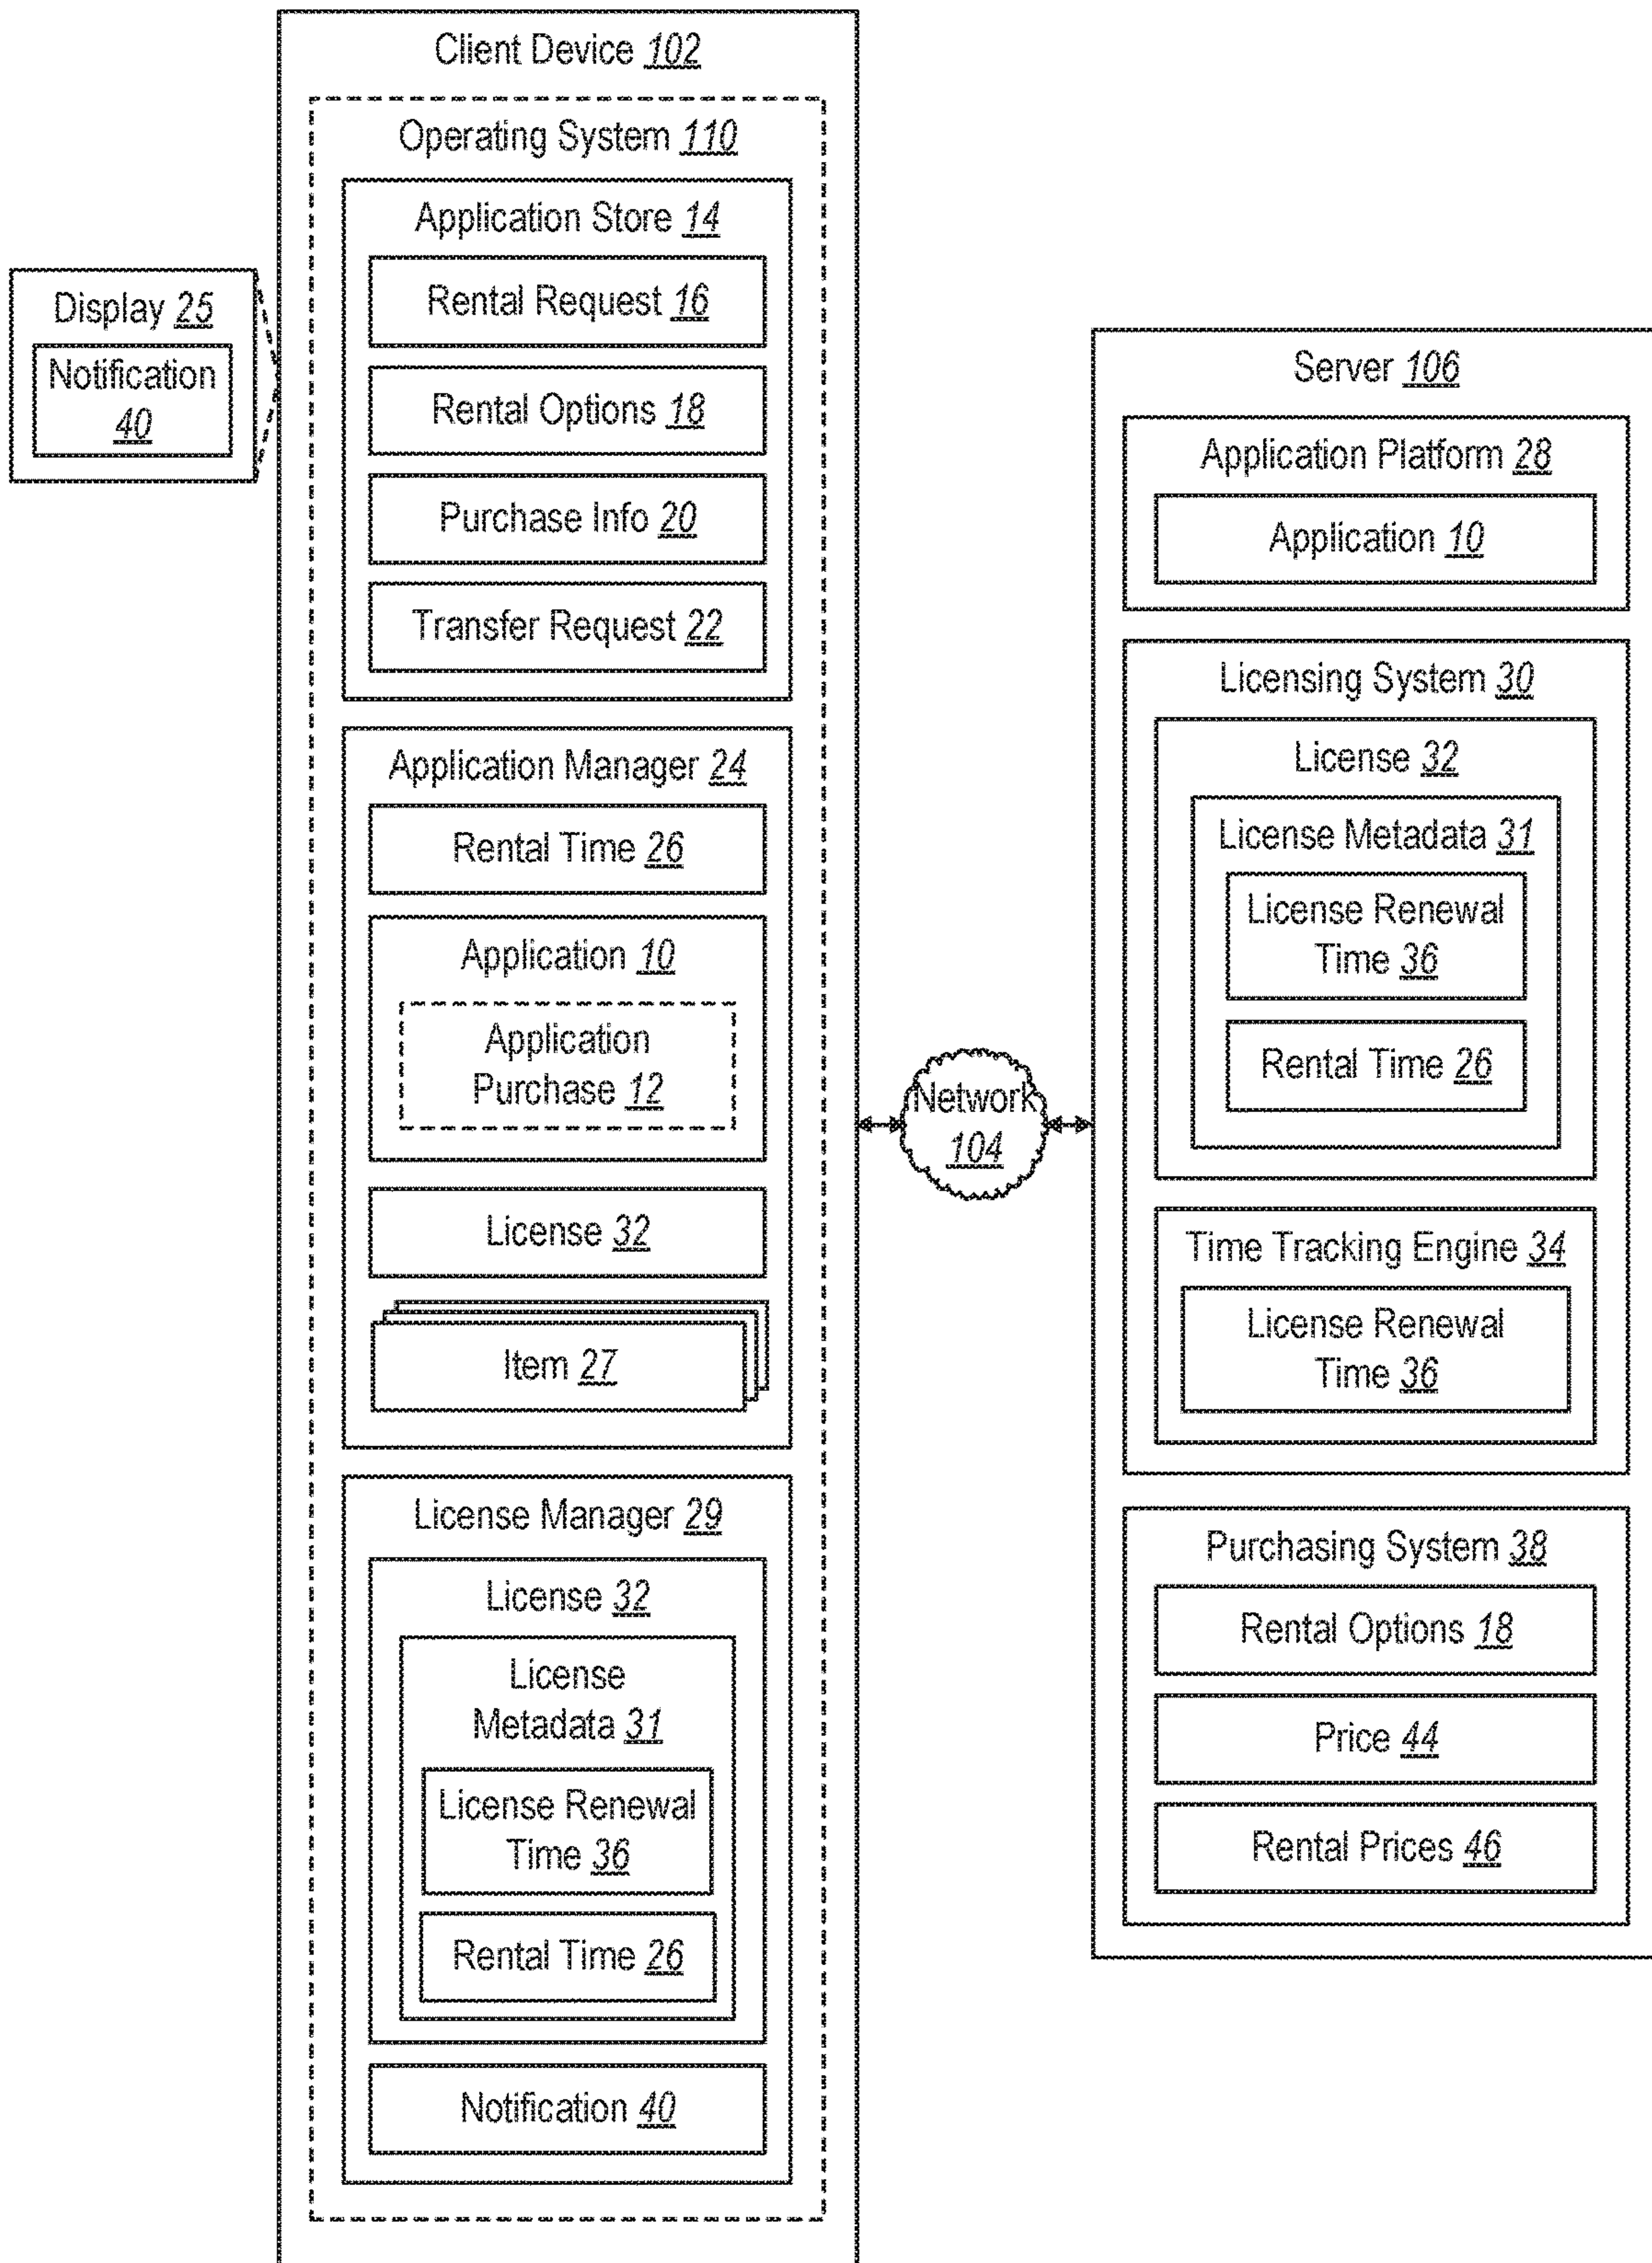 Client Device 102
Operating System 110
Application Store 14
Rental Request 16
Rental Options 18
Purchase Info 20
Transfer Request 22
Display 25
Notification
40
Application Manager 24
Rental Time 26
Application 10
Application
Purchase 12
License 32
Item 27
License Manager 29
License 32
License
Metadata 31
License Renewal
Time 36
Rental Time 26
Notification 40
Network
104
Server 106
Application Platform 28
Application 10
Licensing System 30
License 32
License Metadata 31
License Renewal
Time 36
Rental Time 26
Time Tracking Engine 34
License Renewal
Time 36
Purchasing System 38
Rental Options 18
Price 44
Rental Prices 46